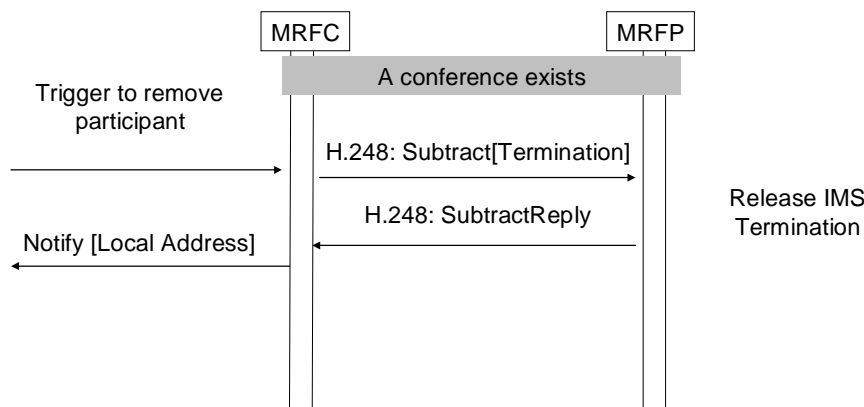 MRFC
MRFP
A conference exists
Trigger to remove
participant
H.248: Subtract[Termination]
H.248: SubtractReply
Release IMS
Termination
Notify [Local Address]